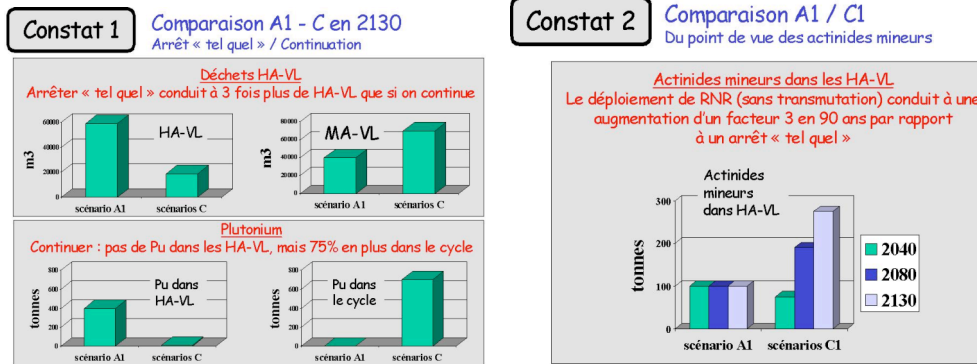 Constat 1
Comparaison A1 - C en 2130
Arrêt « tel quel » / Continuation
Déchets HA-VL
Arrêter « tel quel » conduit à 3 fois plus de HA-VL que si on continue
HA-VL
m3
60000
40000
20000
0
scénario A1
scénarios C
MA-VL
m3
80000
60000
40000
20000
0
scénario A1
scénarios C
Plutonium
Continuer : pas de Pu dans les HA-VL, mais 75% en plus dans le cycle
Pu dans
HA-VL
tonnes
800
600
400
200
0
scénario A1
scénarios C
Pu dans
le cycle
tonnes
800
600
400
200
0
scénario A1
scénarios C
Constat 2
Comparaison A1 / C1
Du point de vue des actinides mineurs
Actinides mineurs dans les HA-VL
Le déploiement de RNR (sans transmutation) conduit à une
augmentation d'un facteur 3 en 90 ans par rapport
à un arrêt « tel quel »
Actinides
mineurs
dans HA-VL
tonnes
300
200
100
0
scénario A1
scénarios C1
2040
2080
2130